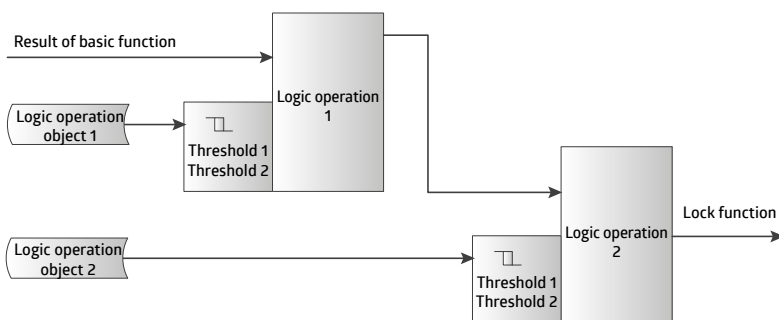 Result of basic function
Logic operation
1
Logic operation
object 1
Threshold 1
Threshold 2
Lock function
Logic operation
2
Logic operation
object 2
Threshold 1
Threshold 2